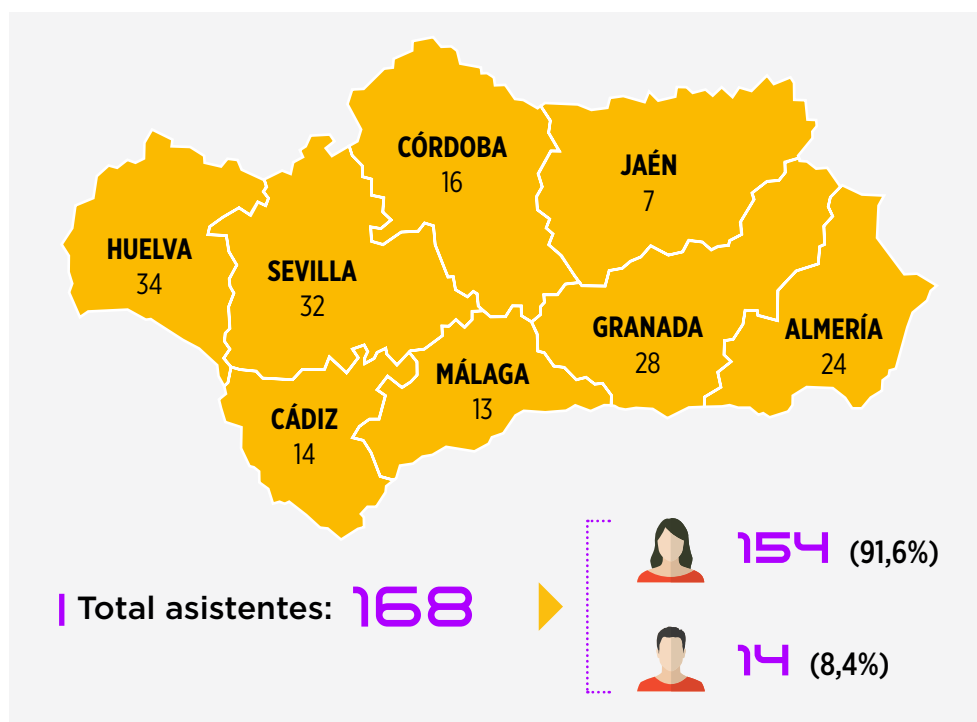 CÓRDOBA
16
JAÉN
7
HUELVA
34
SEVILLA
32
GRANADA
28
ALMERÍA
24
MÁLAGA
13
CÁDIZ
14
Total asistentes: 168
154 (91,6%)
14 (8,4%)